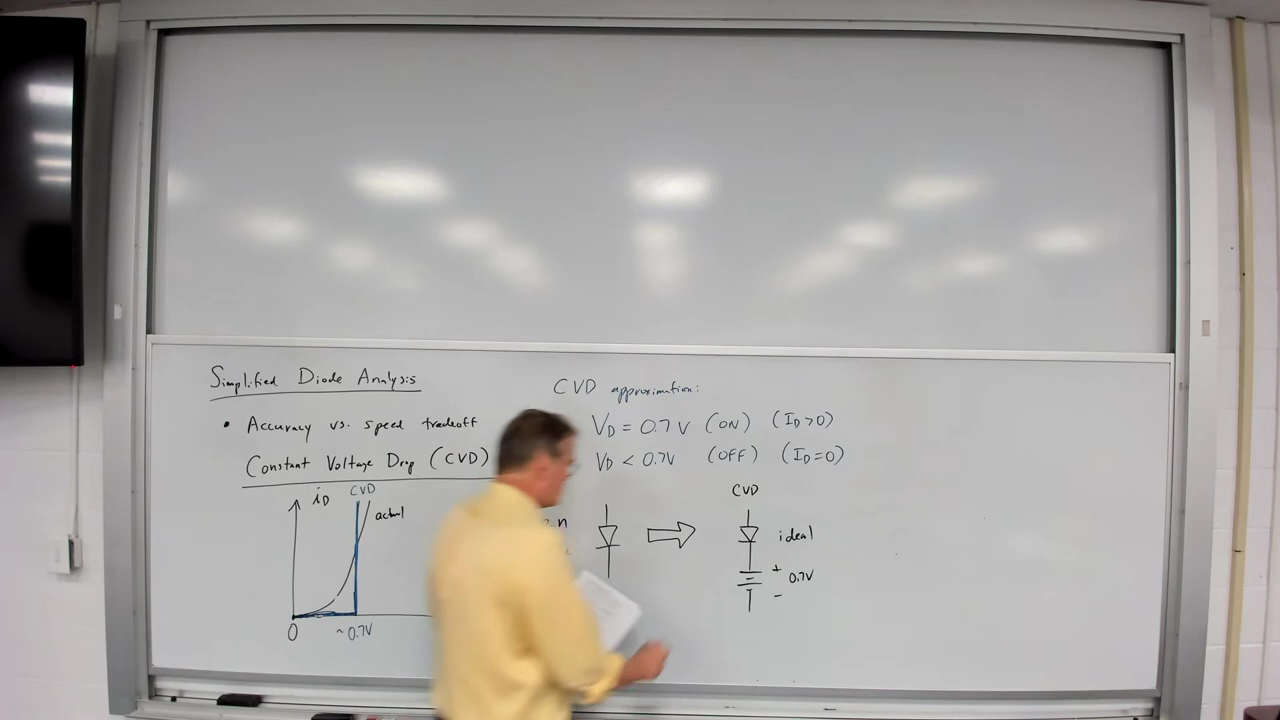 Simplified Diode Analysis
• Accuracy vs. speed tradeoff
Constant Voltage Drop (CVD)
iD
CVD
actual
0
~0.7V
CVD approximation:
VD = 0.7V (ON) (ID>0)
VD < 0.7V (OFF) (ID=0)
n
CVD
ideal
+
0.7V
-